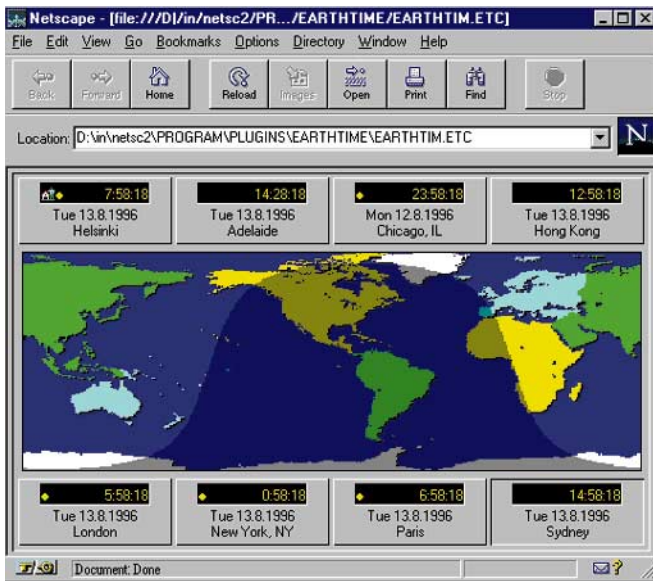 Netscape - [file:///D|/in/netsc2/PR.../EARTHTIME/EARTHTIM.ETC]
File Edit View Go Bookmarks Options Directory Window Help
Back Forward Home Reload Images Open Print Find Stop
Location: D:\in\netsc2\PROGRAM\PLUGINS\EARTHTIME\EARTHTIM.ETC N
7:58:18 14:28:18 23:58:18 12:58:18
Tue 13.8.1996 Tue 13.8.1996 Mon 12.8.1996 Tue 13.8.1996
Helsinki Adelaide Chicago, IL Hong Kong
5:58:18 0:58:18 6:58:18 14:58:18
Tue 13.8.1996 Tue 13.8.1996 Tue 13.8.1996 Tue 13.8.1996
London New York, NY Paris Sydney
Document: Done ?